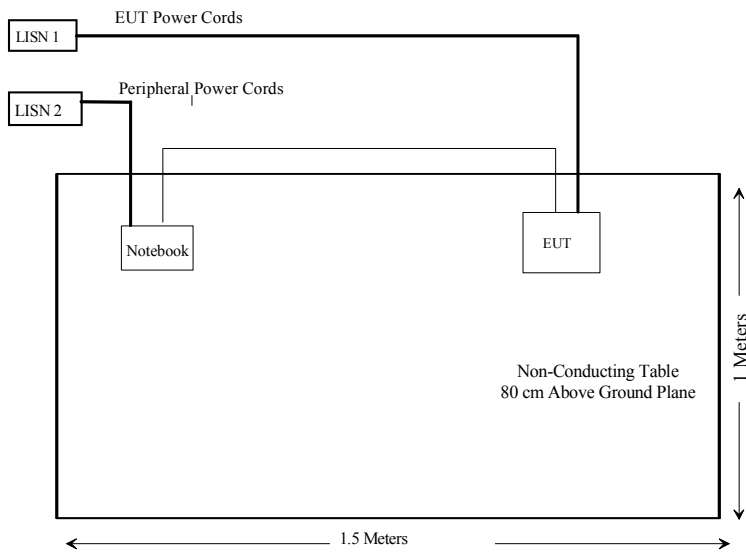 EUT Power Cords
LISN 1
Peripheral Power Cords
LISN 2
Notebook
EUT
Non-Conducting Table
80 cm Above Ground Plane
1 Meters
1.5 Meters